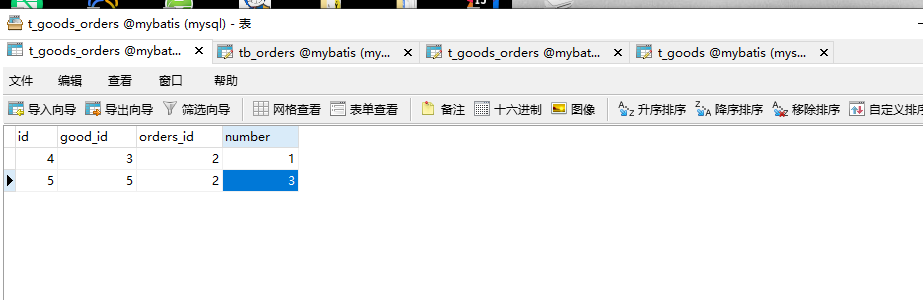 t_goods_orders @mybatis (mysql) - 表
t_goods_orders @mybat... tb_orders @mybatis (my... t_goods_orders @mybat... t_goods @mybatis (mys...
文件 编辑 查看 窗口 帮助
导入向导 导出向导 筛选向导 网格查看 表单查看 备注 十六进制 图像 升序排序 降序排序 移除排序 自定义排序
id good_id orders_id number
4 3 2 1
5 5 2 3